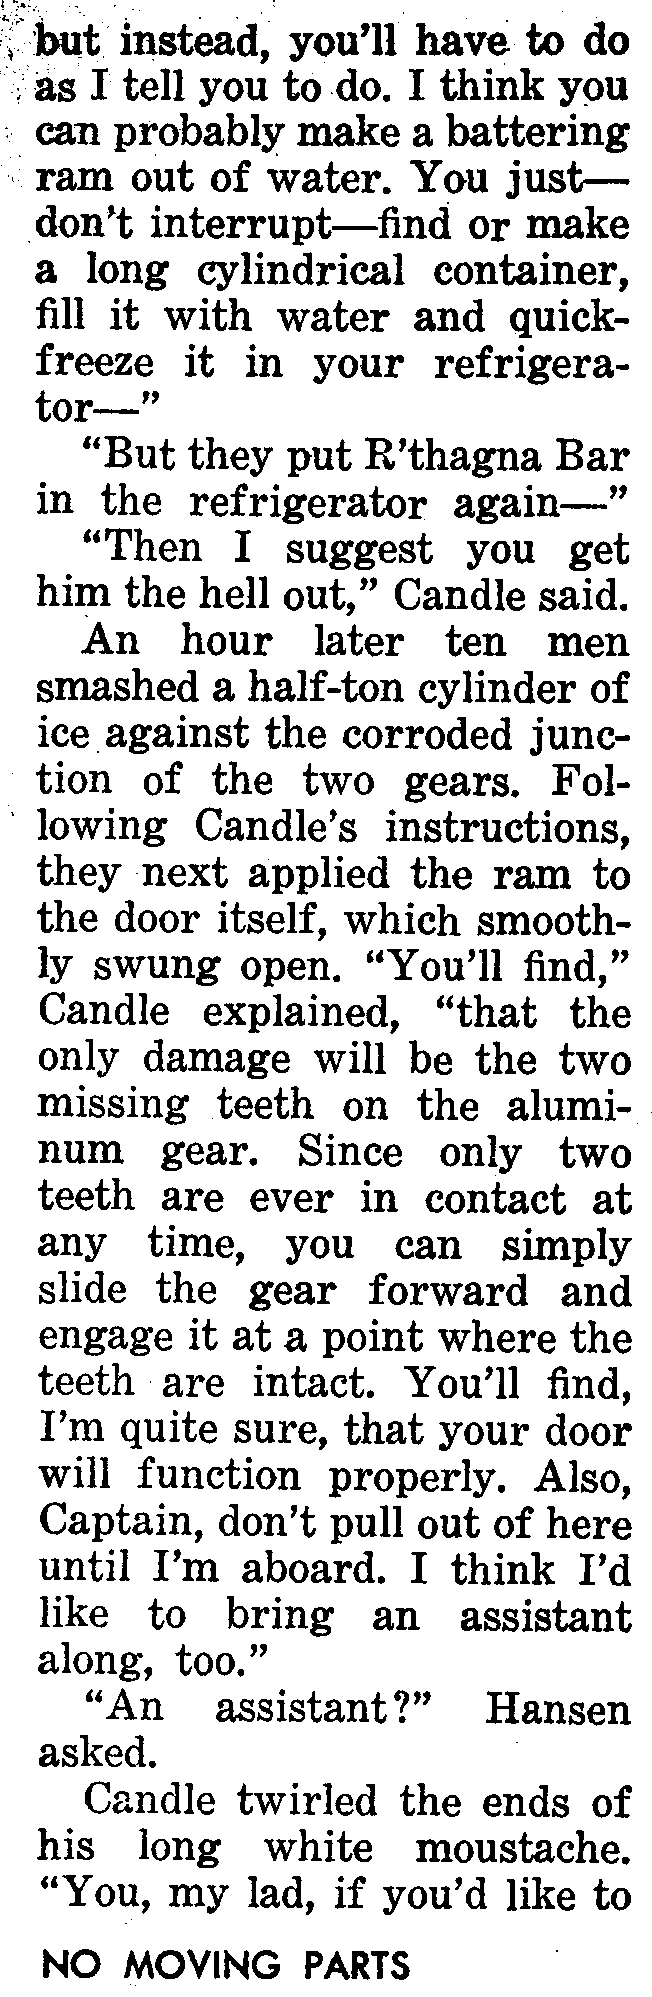 but instead, you'll have to do
as I tell you to do. I think you
can probably make a battering
ram out of water. You just—
don't interrupt—find or make
a long cylindrical container,
fill it with water and quick-
freeze it in your refrigera-
tor—"
"But they put R'thagna Bar
in the refrigerator again—"
"Then I suggest you get
him the hell out," Candle said.
An hour later ten men
smashed a half-ton cylinder of
ice against the corroded junc-
tion of the two gears. Fol-
lowing Candle's instructions,
they next applied the ram to
the door itself, which smooth-
ly swung open. "You'll find,"
Candle explained, "that the
only damage will be the two
missing teeth on the alumi-
num gear. Since only two
teeth are ever in contact at
any time, you can simply
slide the gear forward and
engage it at a point where the
teeth are intact. You'll find,
I'm quite sure, that your door
will function properly. Also,
Captain, don't pull out of here
until I'm aboard. I think I'd
like to bring an assistant
along, too."
"An assistant?" Hansen
asked.
Candle twirled the ends of
his long white moustache.
"You, my lad, if you'd like to
NO MOVING PARTS